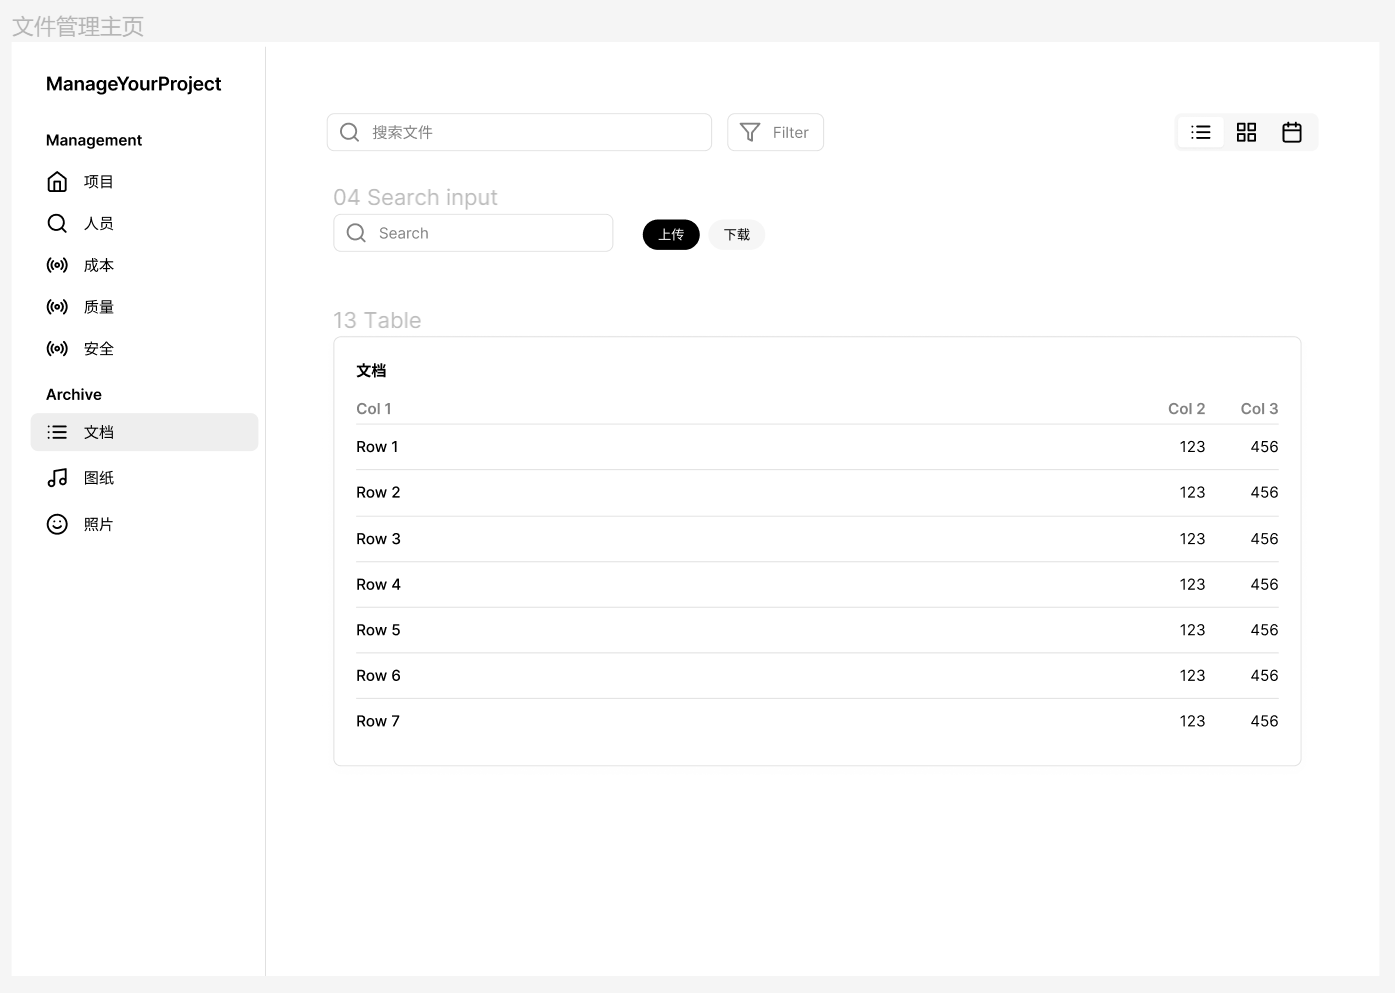 文件管理主页
ManageYourProject
Management
项目
人员
成本
质量
安全
Archive
文档
图纸
照片
搜索文件
Filter
04 Search input
Search
上传
下载
13 Table
文档
Col 1 Col 2 Col 3
Row 1 123 456
Row 2 123 456
Row 3 123 456
Row 4 123 456
Row 5 123 456
Row 6 123 456
Row 7 123 456